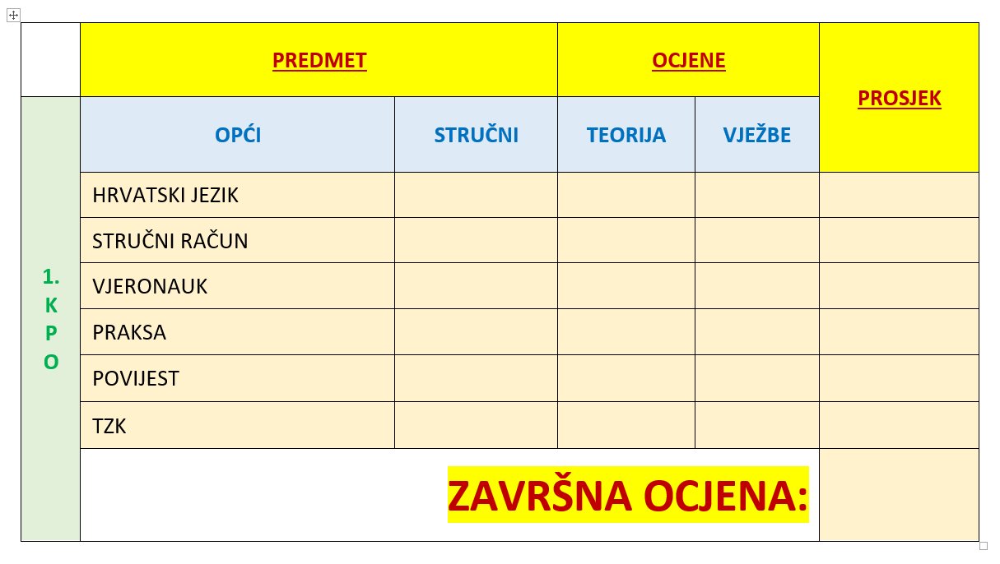 PREDMET
OCJENE
PROSJEK
OPĆI
STRUČNI
TEORIJA
VJEŽBE
1.
K
P
O
HRVATSKI JEZIK
STRUČNI RAČUN
VJERONAUK
PRAKSA
POVIJEST
TZK
ZAVRŠNA OCJENA: